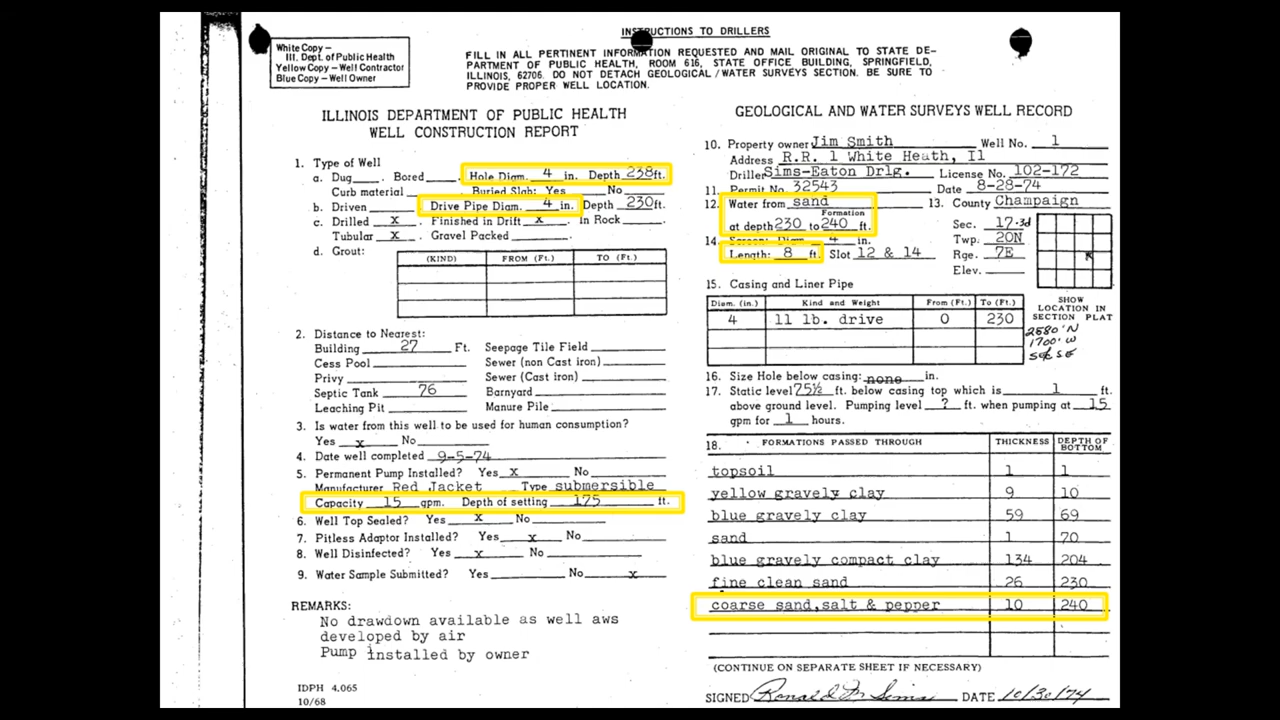 INSTRUCTIONS TO DRILLERS
White Copy –
Ill. Dept. of Public Health
Yellow Copy – Well Contractor
Blue Copy – Well Owner
FILL IN ALL PERTINENT INFORMATION REQUESTED AND MAIL ORIGINAL TO STATE DE-
PARTMENT OF PUBLIC HEALTH, ROOM 616, STATE OFFICE BUILDING, SPRINGFIELD,
ILLINOIS, 62706. DO NOT DETACH GEOLOGICAL/WATER SURVEYS SECTION. BE SURE TO
PROVIDE PROPER WELL LOCATION.
ILLINOIS DEPARTMENT OF PUBLIC HEALTH
WELL CONSTRUCTION REPORT
1. Type of Well
a. Dug ___. Bored ___. Hole Diam. 4 in. Depth 238 ft.
Curb material ___. Buried Slab: Yes ___ No ___
b. Driven ___. Drive Pipe Diam. 4 in. Depth 230 ft.
c. Drilled x. Finished in Drift x. In Rock ___.
Tubular x. Gravel Packed ___.
d. Grout:
(KIND) FROM (Ft.) TO (Ft.)
2. Distance to Nearest:
Building 27 Ft. Seepage Tile Field
Cess Pool Sewer (non Cast iron)
Privy Sewer (Cast iron)
Septic Tank 76 Barnyard
Leaching Pit Manure Pile
3. Is water from this well to be used for human consumption?
Yes x No
4. Date well completed 9-5-74
5. Permanent Pump Installed? Yes x No
Manufacturer Red Jacket Type submersible
Capacity 15 gpm. Depth of setting 175 ft.
6. Well Top Sealed? Yes x No
7. Pitless Adaptor Installed? Yes x No
8. Well Disinfected? Yes x No
9. Water Sample Submitted? Yes No x
REMARKS:
No drawdown available as well aws
developed by air
Pump installed by owner
IDPH 4.065
10/68
GEOLOGICAL AND WATER SURVEYS WELL RECORD
10. Property owner Jim Smith Well No. 1
Address R.R. 1 White Heath, Il
Driller Sims-Eaton Drlg. License No. 102-172
11. Permit No. 32543 Date 8-28-74
12. Water from sand 13. County Champaign
Formation
at depth 230 to 240 ft. Sec. 17.3d
14. Screen: Diam. 4 in. Twp. 20N
Length: 8 ft. Slot 12 & 14 Rge. 7E
Elev.
15. Casing and Liner Pipe
Diam. (in.) Kind and Weight From (Ft.) To (Ft.)
4 11 lb. drive 0 230
SHOW
LOCATION IN
SECTION PLAT
2580'N
1700'W
16. Size Hole below casing: none in.
17. Static level 75½ ft. below casing top which is 1 ft.
above ground level. Pumping level ? ft. when pumping at 15
gpm for 1 hours.
18. FORMATIONS PASSED THROUGH THICKNESS DEPTH OF BOTTOM
topsoil 1 1
yellow gravely clay 9 10
blue gravely clay 59 69
sand 1 70
blue gravely compact clay 134 204
fine clean sand 26 230
coarse sand,salt & pepper 10 240
(CONTINUE ON SEPARATE SHEET IF NECESSARY)
SIGNED Ronald M Sims DATE 10/30/74